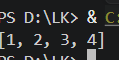 PS D:\LK> & C:
[1, 2, 3, 4]